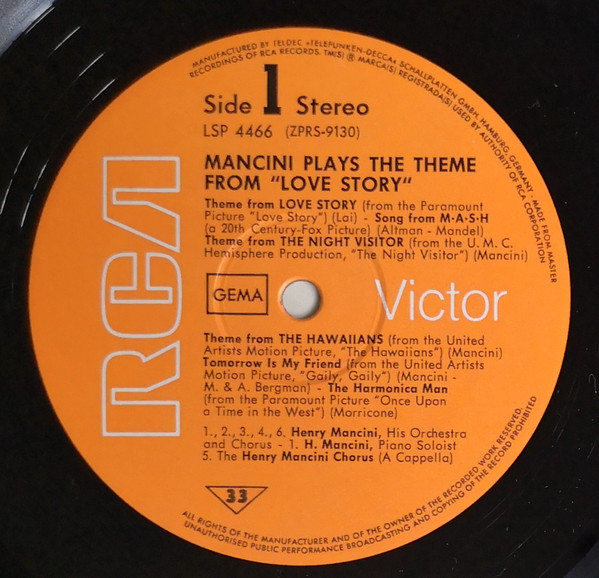 MANUFACTURED BY TELDEC »TELEFUNKEN-DECCA« SCHALLPLATTEN GMBH, HAMBURG, GERMANY · MADE FROM MASTER
RECORDINGS OF RCA RECORDS. TM(S) ® MARCA(S) REGISTRADA(S) USED BY AUTHORITY OF RCA CORPORATION
Side 1 Stereo
LSP 4466 (ZPRS-9130)
MANCINI PLAYS THE THEME
FROM "LOVE STORY"
Theme from LOVE STORY (from the Paramount
Picture "Love Story") (Lai) - Song from M·A·S·H
(a 20th Century-Fox Picture) (Altman - Mandel)
Theme from THE NIGHT VISITOR (from the U. M. C.
Hemisphere Production, "The Night Visitor") (Mancini)
RCA
GEMA
Victor
Theme from THE HAWAIIANS (from the United
Artists Motion Picture, "The Hawaiians") (Mancini)
Tomorrow Is My Friend (from the United Artists
Motion Picture, "Gaily, Gaily") (Mancini -
M. & A. Bergman) - The Harmonica Man
(from the Paramount Picture "Once Upon
a Time in the West") (Morricone)
1., 2., 3., 4., 6. Henry Mancini, His Orchestra
and Chorus - 1. H. Mancini, Piano Soloist
5. The Henry Mancini Chorus (A Cappella)
33
ALL RIGHTS OF THE MANUFACTURER AND OF THE OWNER OF THE RECORDED WORK RESERVED.
UNAUTHORISED PUBLIC PERFORMANCE BROADCASTING AND COPYING OF THE RECORD PROHIBITED